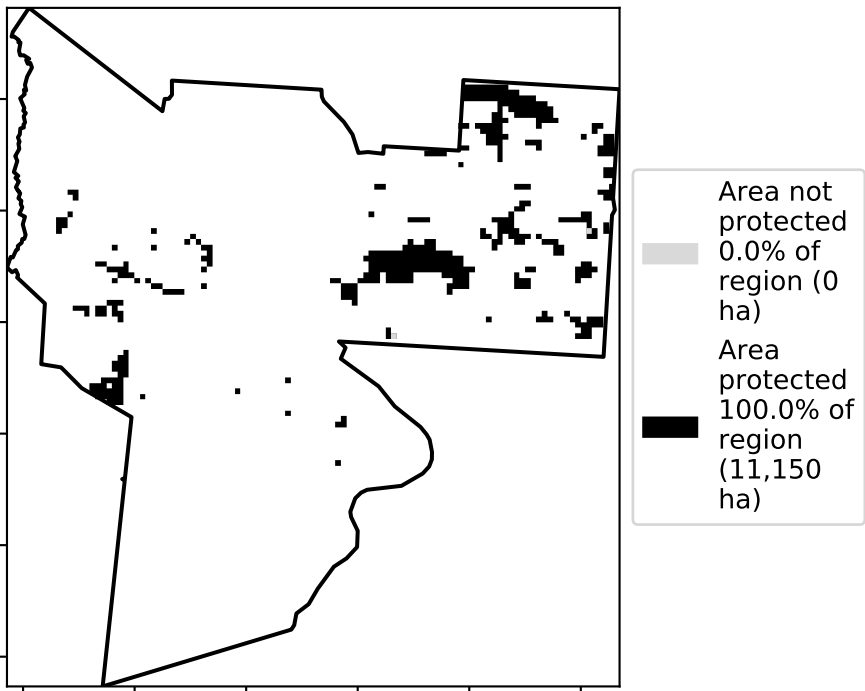 Area not
protected
0.0% of
region (0
ha)
Area
protected
100.0% of
region
(11,150
ha)